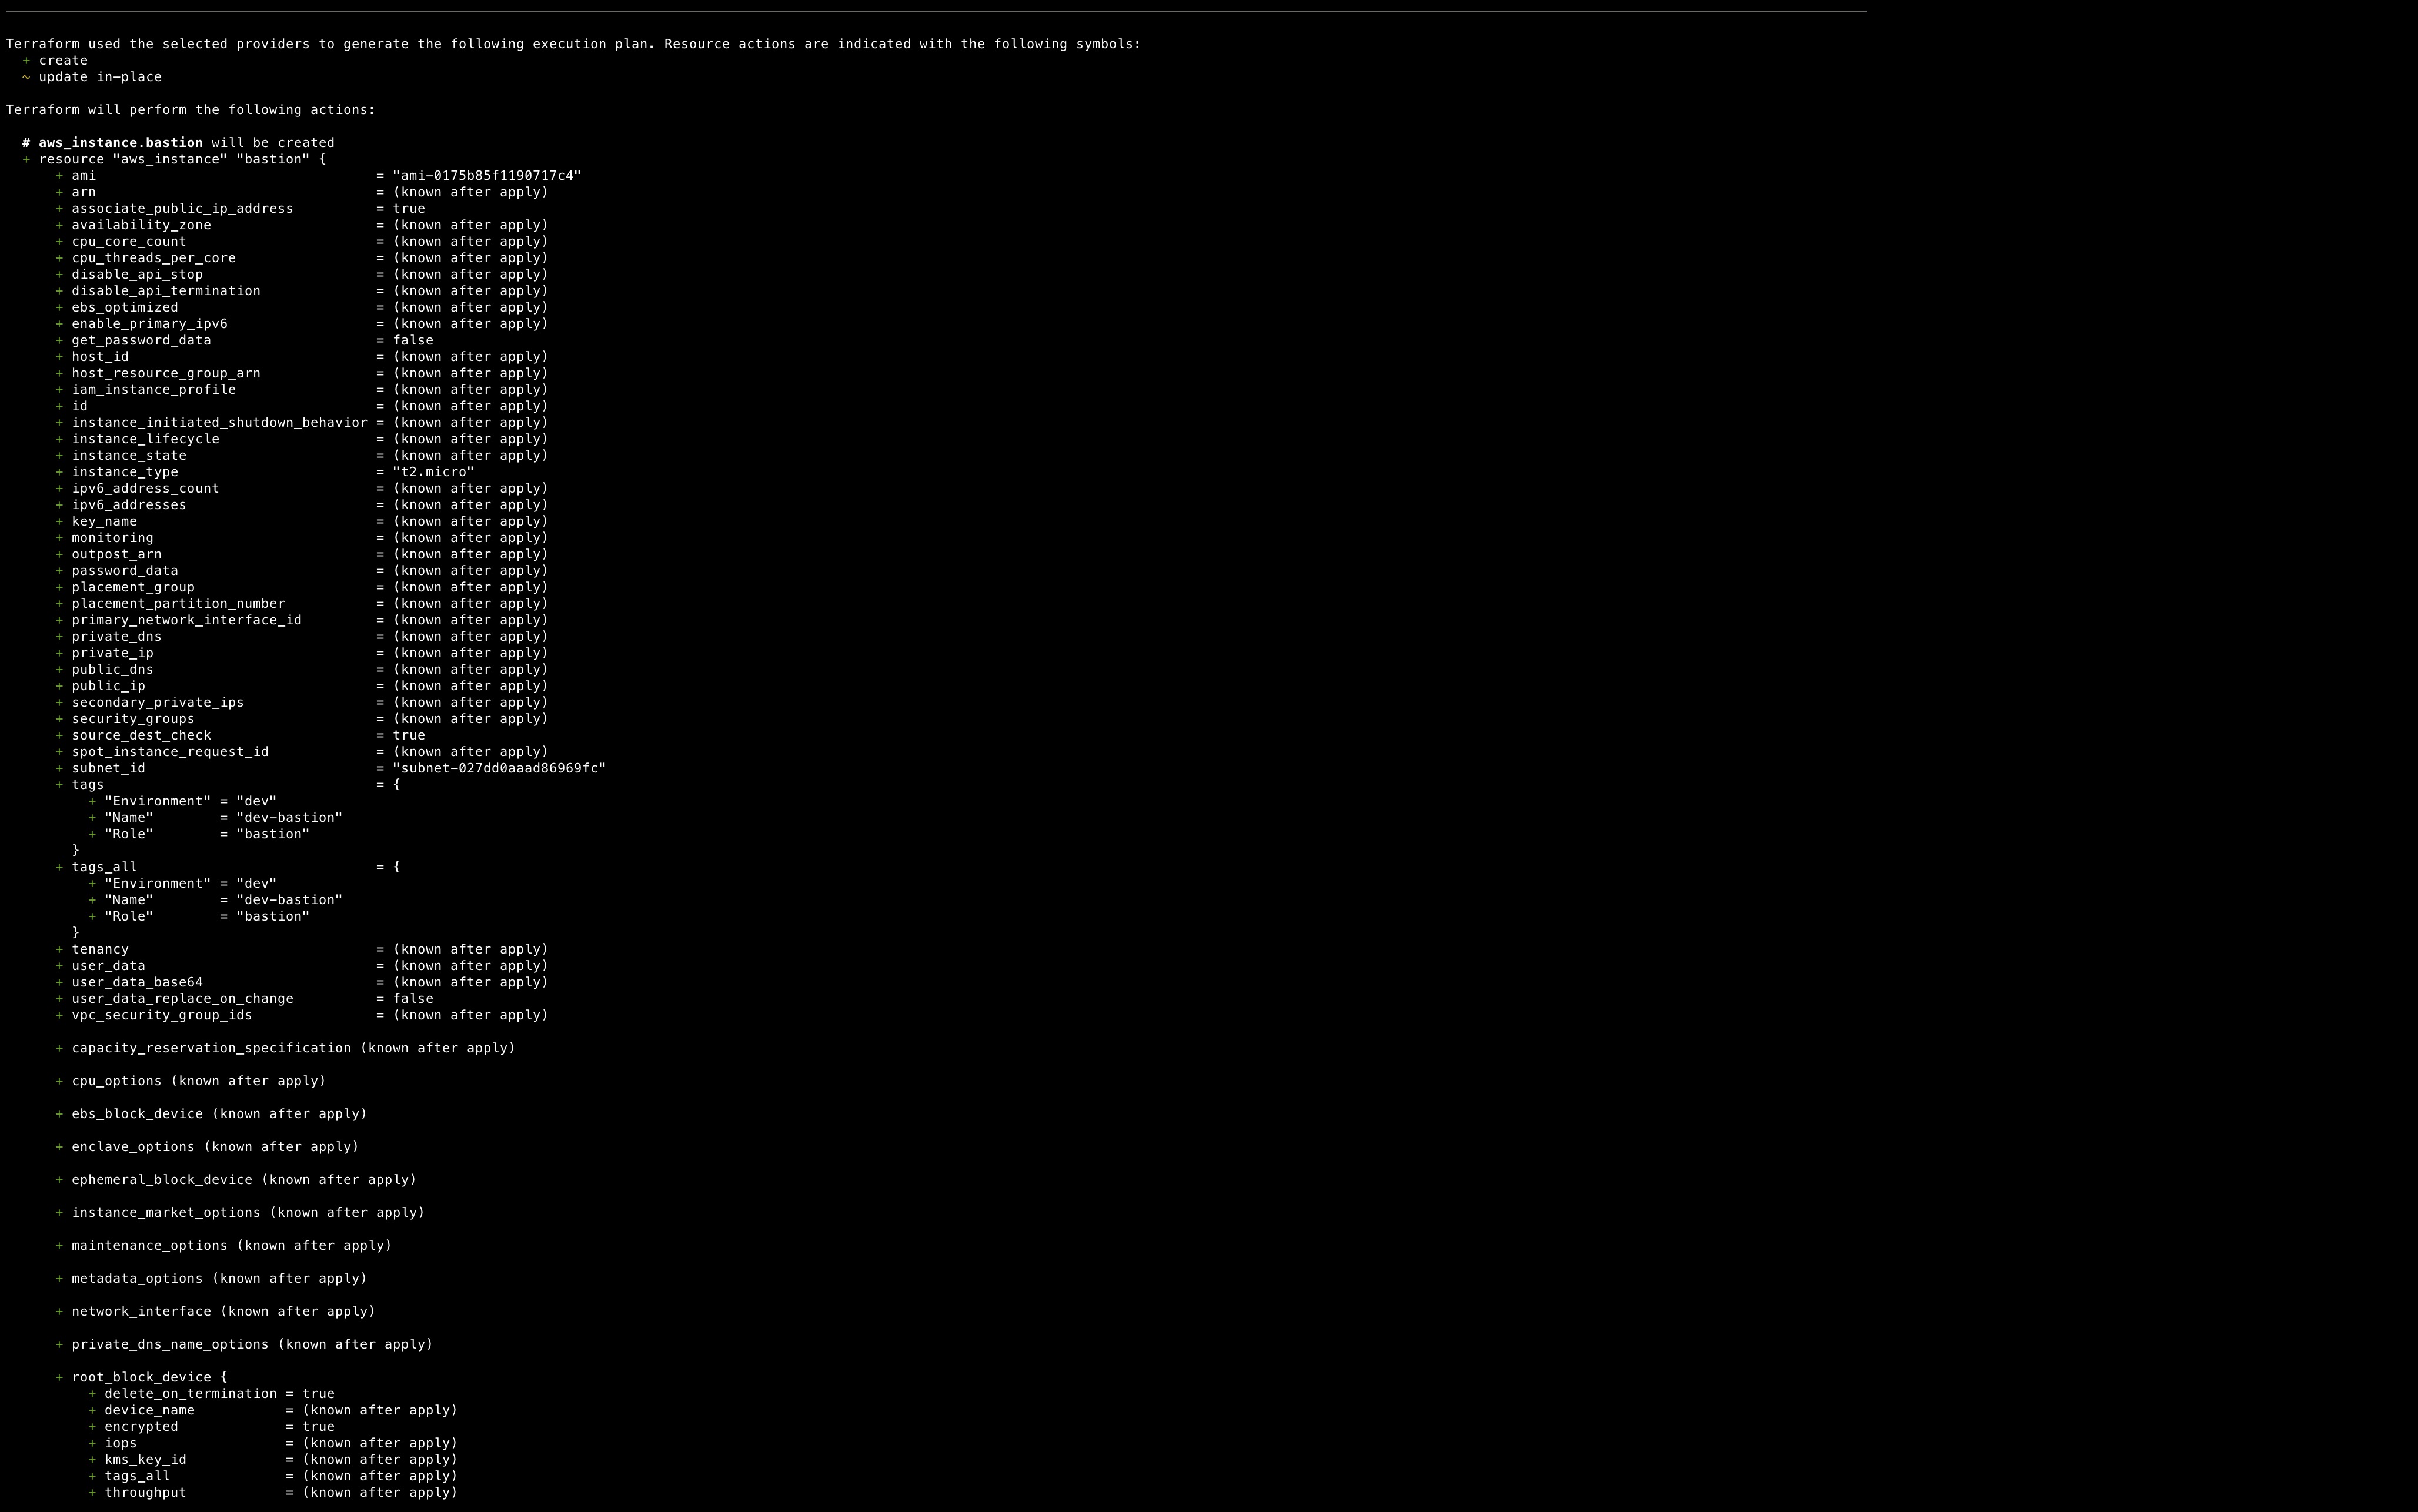 Terraform used the selected providers to generate the following execution plan. Resource actions are indicated with the following symbols:
  + create
  ~ update in-place

Terraform will perform the following actions:

  # aws_instance.bastion will be created
  + resource "aws_instance" "bastion" {
      + ami                                  = "ami-0175b85f1190717c4"
      + arn                                  = (known after apply)
      + associate_public_ip_address          = true
      + availability_zone                    = (known after apply)
      + cpu_core_count                       = (known after apply)
      + cpu_threads_per_core                 = (known after apply)
      + disable_api_stop                     = (known after apply)
      + disable_api_termination              = (known after apply)
      + ebs_optimized                        = (known after apply)
      + enable_primary_ipv6                  = (known after apply)
      + get_password_data                    = false
      + host_id                              = (known after apply)
      + host_resource_group_arn              = (known after apply)
      + iam_instance_profile                 = (known after apply)
      + id                                   = (known after apply)
      + instance_initiated_shutdown_behavior = (known after apply)
      + instance_lifecycle                   = (known after apply)
      + instance_state                       = (known after apply)
      + instance_type                        = "t2.micro"
      + ipv6_address_count                   = (known after apply)
      + ipv6_addresses                       = (known after apply)
      + key_name                             = (known after apply)
      + monitoring                           = (known after apply)
      + outpost_arn                          = (known after apply)
      + password_data                        = (known after apply)
      + placement_group                      = (known after apply)
      + placement_partition_number           = (known after apply)
      + primary_network_interface_id         = (known after apply)
      + private_dns                          = (known after apply)
      + private_ip                           = (known after apply)
      + public_dns                           = (known after apply)
      + public_ip                            = (known after apply)
      + secondary_private_ips                = (known after apply)
      + security_groups                      = (known after apply)
      + source_dest_check                    = true
      + spot_instance_request_id             = (known after apply)
      + subnet_id                            = "subnet-027dd0aaad86969fc"
      + tags                                 = {
          + "Environment" = "dev"
          + "Name"        = "dev-bastion"
          + "Role"        = "bastion"
        }
      + tags_all                             = {
          + "Environment" = "dev"
          + "Name"        = "dev-bastion"
          + "Role"        = "bastion"
        }
      + tenancy                              = (known after apply)
      + user_data                            = (known after apply)
      + user_data_base64                     = (known after apply)
      + user_data_replace_on_change          = false
      + vpc_security_group_ids               = (known after apply)

      + capacity_reservation_specification (known after apply)

      + cpu_options (known after apply)

      + ebs_block_device (known after apply)

      + enclave_options (known after apply)

      + ephemeral_block_device (known after apply)

      + instance_market_options (known after apply)

      + maintenance_options (known after apply)

      + metadata_options (known after apply)

      + network_interface (known after apply)

      + private_dns_name_options (known after apply)

      + root_block_device {
          + delete_on_termination = true
          + device_name           = (known after apply)
          + encrypted             = true
          + iops                  = (known after apply)
          + kms_key_id            = (known after apply)
          + tags_all              = (known after apply)
          + throughput            = (known after apply)